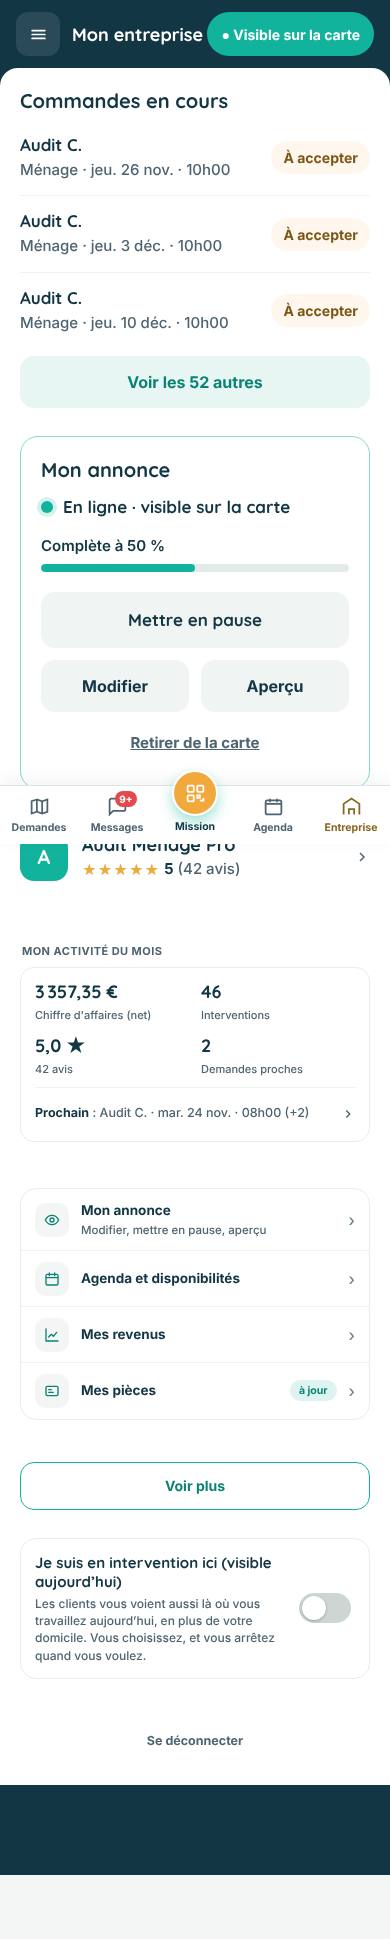 Mon entreprise
● Visible sur la carte
Commandes en cours
Audit C.
Ménage · jeu. 26 nov. · 10h00
À accepter
Audit C.
Ménage · jeu. 3 déc. · 10h00
À accepter
Audit C.
Ménage · jeu. 10 déc. · 10h00
À accepter
Voir les 52 autres
Mon annonce
En ligne · visible sur la carte
Complète à 50 %
Mettre en pause
Modifier
Aperçu
Retirer de la carte
Demandes
9+
Messages
Mission
Agenda
Entreprise
A
Audit Ménage Pro
★★★★★ 5 (42 avis)
MON ACTIVITÉ DU MOIS
3 357,35 €
Chiffre d'affaires (net)
46
Interventions
5,0 ★
42 avis
2
Demandes proches
Prochain : Audit C. · mar. 24 nov. · 08h00 (+2)
Mon annonce
Modifier, mettre en pause, aperçu
Agenda et disponibilités
Mes revenus
Mes pièces
à jour
Voir plus
Je suis en intervention ici (visible
aujourd’hui)
Les clients vous voient aussi là où vous
travaillez aujourd’hui, en plus de votre
domicile. Vous choisissez, et vous arrêtez
quand vous voulez.
Se déconnecter